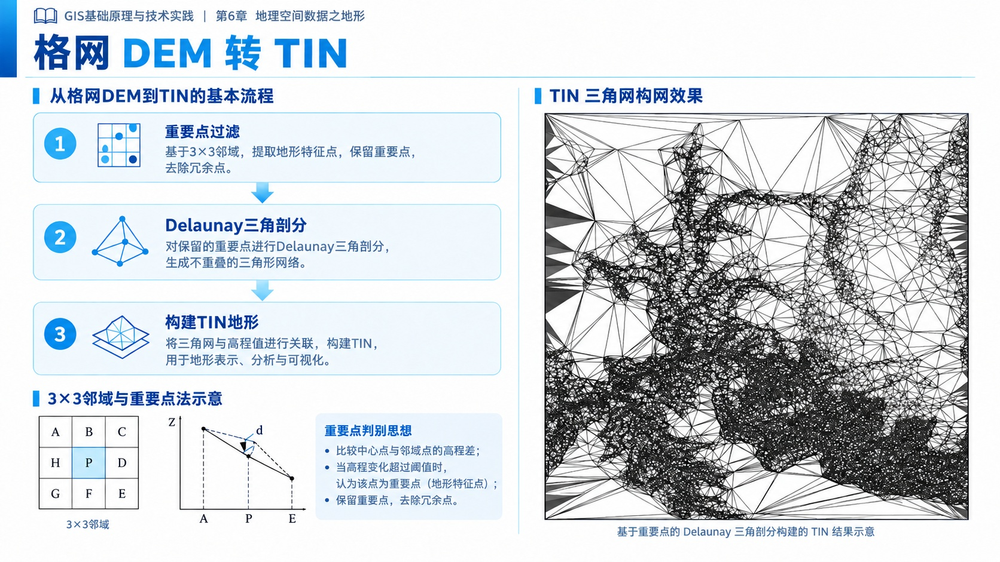 GIS基础原理与技术实践 | 第6章 地理空间数据之地形
格网 DEM 转 TIN
从格网DEM到TIN的基本流程
1
重要点过滤
基于3×3邻域，提取地形特征点，保留重要点，
去除冗余点。
2
Delaunay三角剖分
对保留的重要点进行Delaunay三角剖分，
生成不重叠的三角形网络。
3
构建TIN地形
将三角网与高程值进行关联，构建TIN，
用于地形表示、分析与可视化。
3×3邻域与重要点法示意
A B C
H P D
G F E
3×3邻域
Z
d
A P E
重要点判别思想
• 比较中心点与邻域点的高程差；
• 当高程变化超过阈值时，
认为该点为重要点（地形特征点）；
• 保留重要点，去除冗余点。
TIN 三角网构网效果
基于重要点的 Delaunay 三角剖分构建的 TIN 结果示意